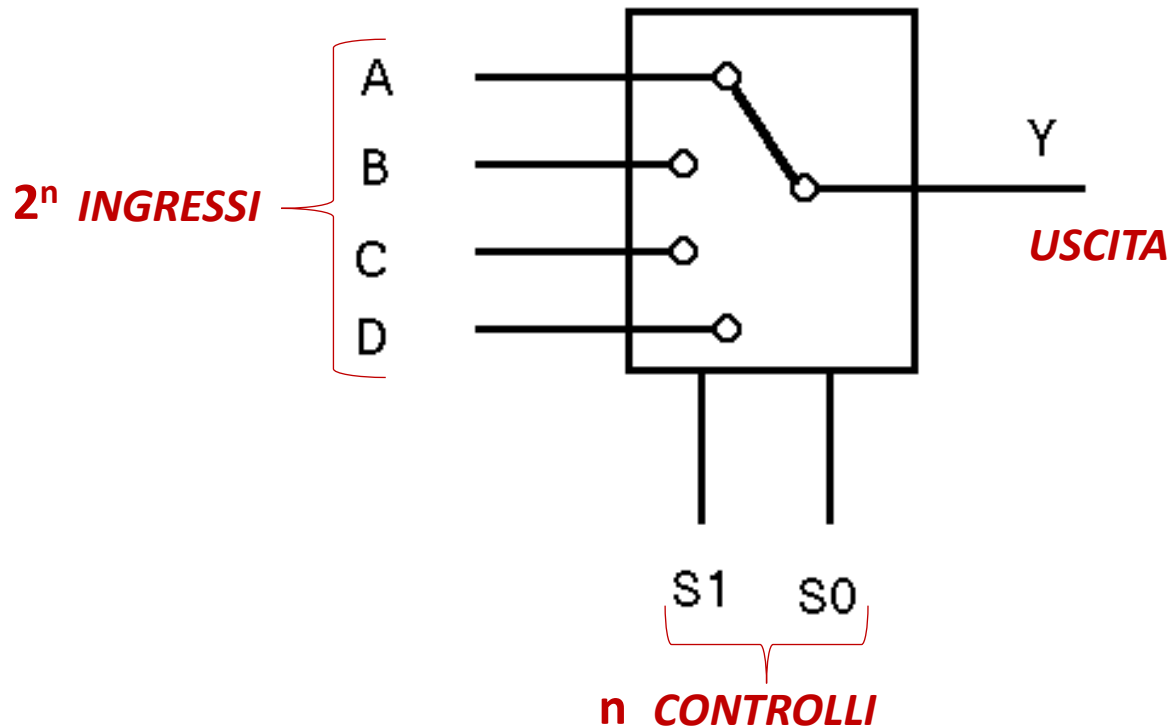 A
B
C
D
2ⁿ INGRESSI
Y
USCITA
S1 S0
n CONTROLLI